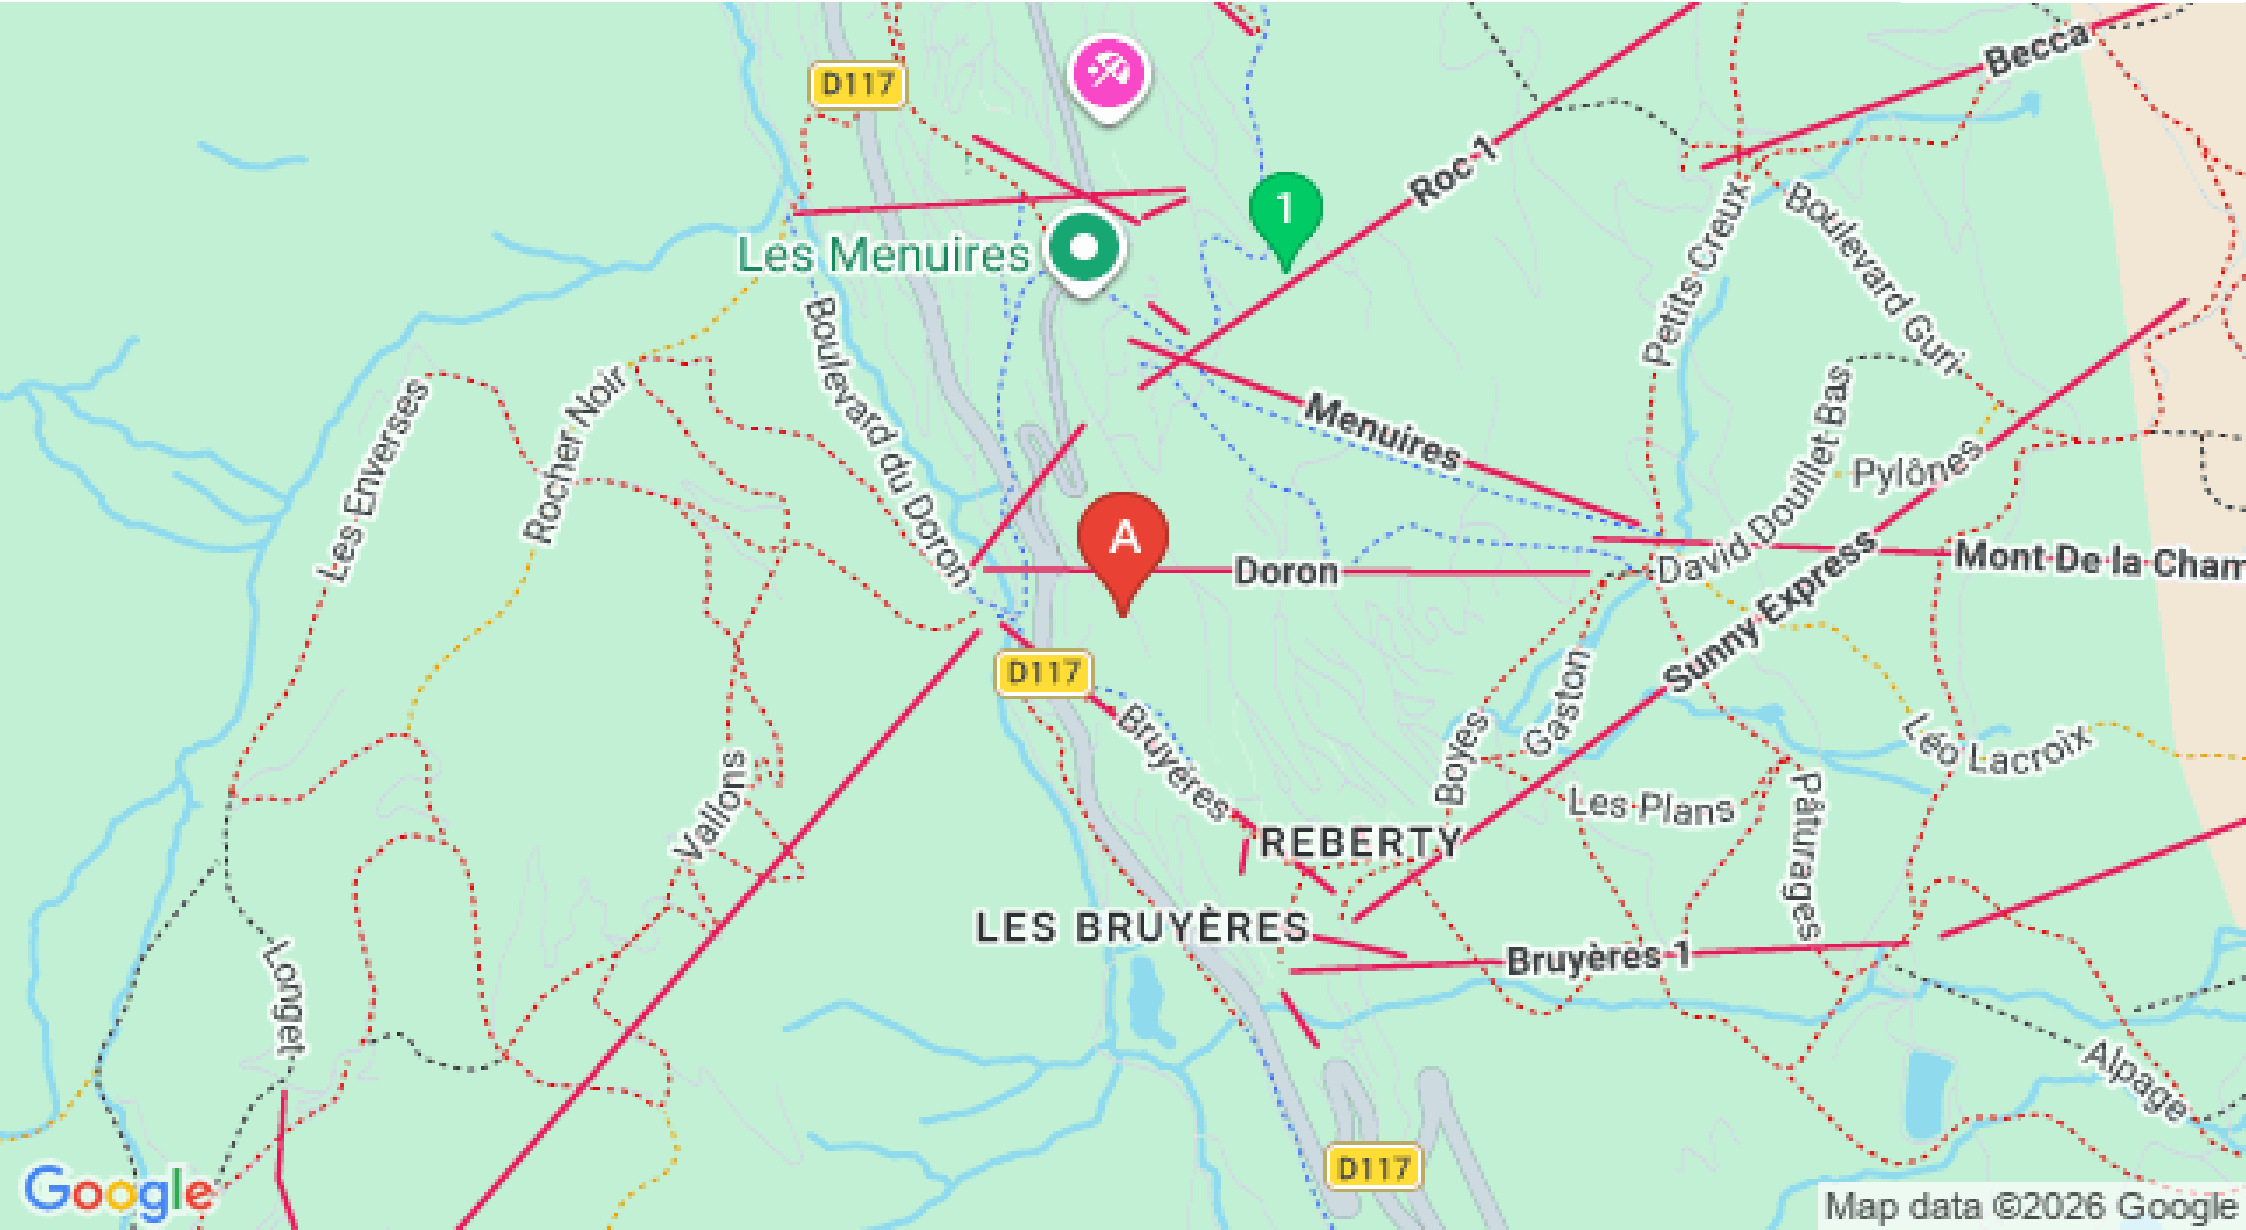 Becca
D117
Roc 1
1
Les Menuires
Petits Creux
Boulevard Guri
Boulevard du Doron
Rocher Noir
Les Enverses
Menuires
David Douillet Bas
Pylônes
A
Doron
Mont De la Cham
Sunny Express
D117
Bruyères
Gaston
Boyes
Léo Lacroix
Les Plans
Pâturages
Vallons
REBERTY
LES BRUYÈRES
Bruyères 1
Longet
Alpage
D117
Google
Map data ©2026 Google